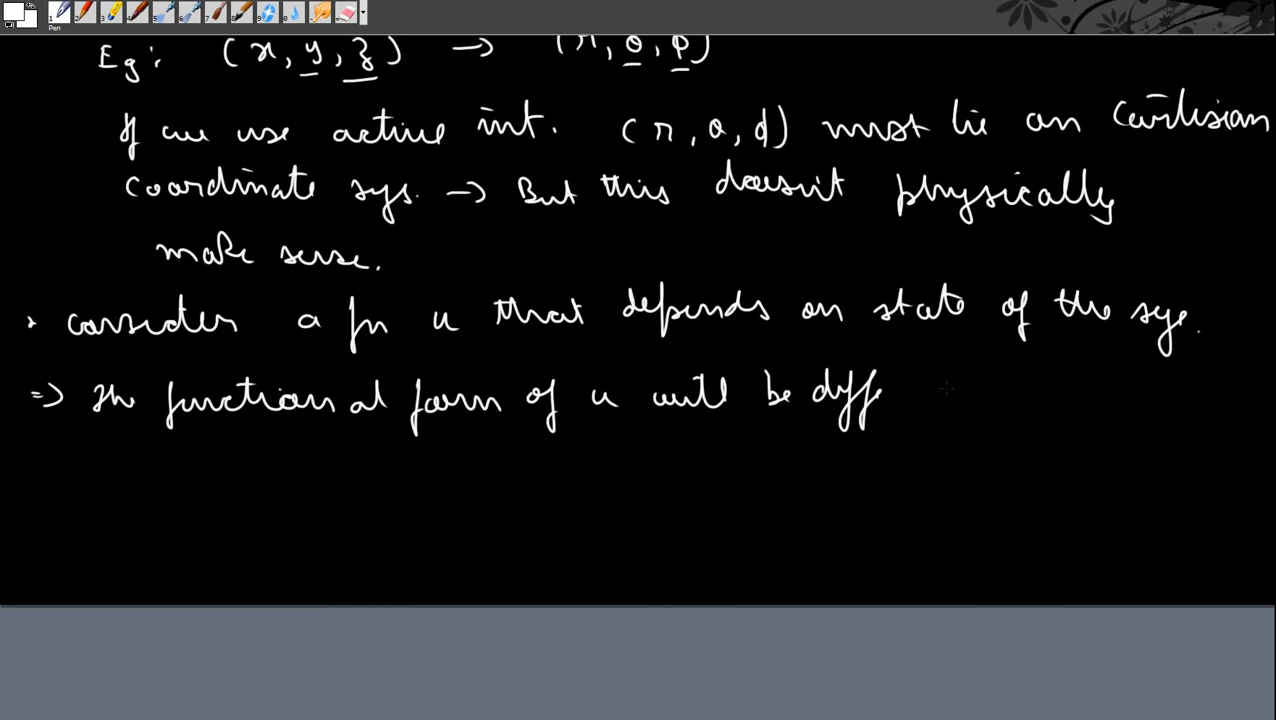 Pen
Eg: (x, y, z) → (r, θ, φ)
If we use active int. (r, θ, φ) must lie on cartesian
coordinate sys. → But this doesn't physically
make sense.
• consider a fn u that depends on state of the sys.
⇒ The functional form of u will be diff